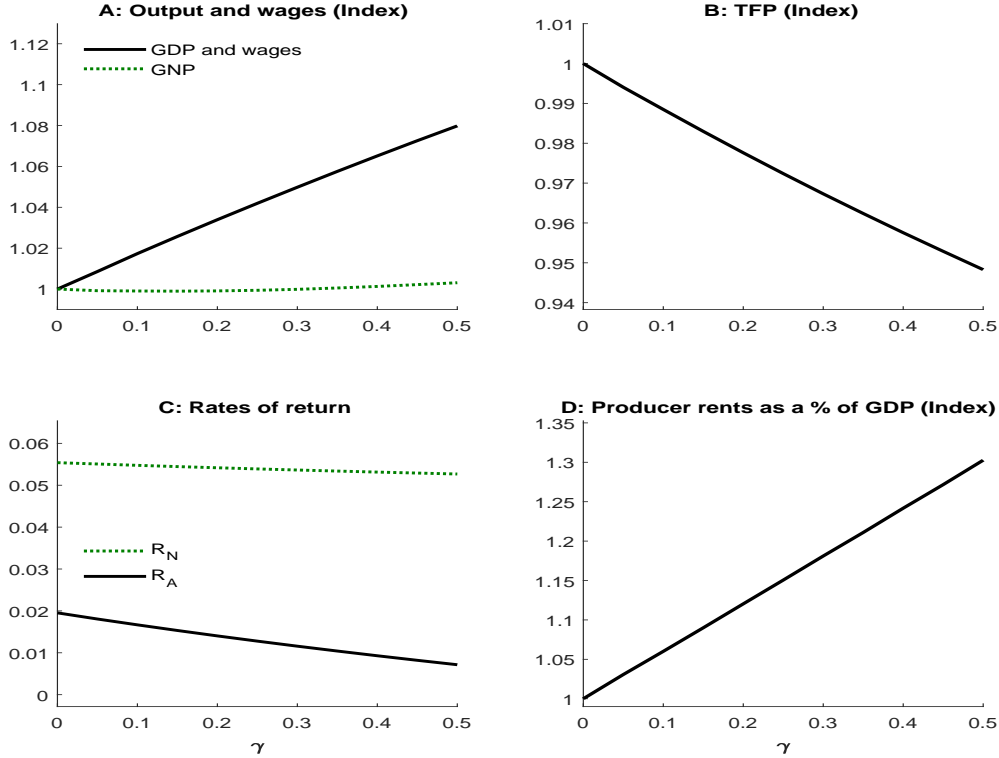 A: Output and wages (Index)
1.12
1.1
1.08
1.06
1.04
1.02
1
GDP and wages
GNP
0 0.1 0.2 0.3 0.4 0.5
B: TFP (Index)
1.01
1
0.99
0.98
0.97
0.96
0.95
0.94
0 0.1 0.2 0.3 0.4 0.5
C: Rates of return
0.06
0.05
0.04
0.03
0.02
0.01
0
R_N
R_A
0 0.1 0.2 0.3 0.4 0.5
γ
D: Producer rents as a % of GDP (Index)
1.35
1.3
1.25
1.2
1.15
1.1
1.05
1
0 0.1 0.2 0.3 0.4 0.5
γ